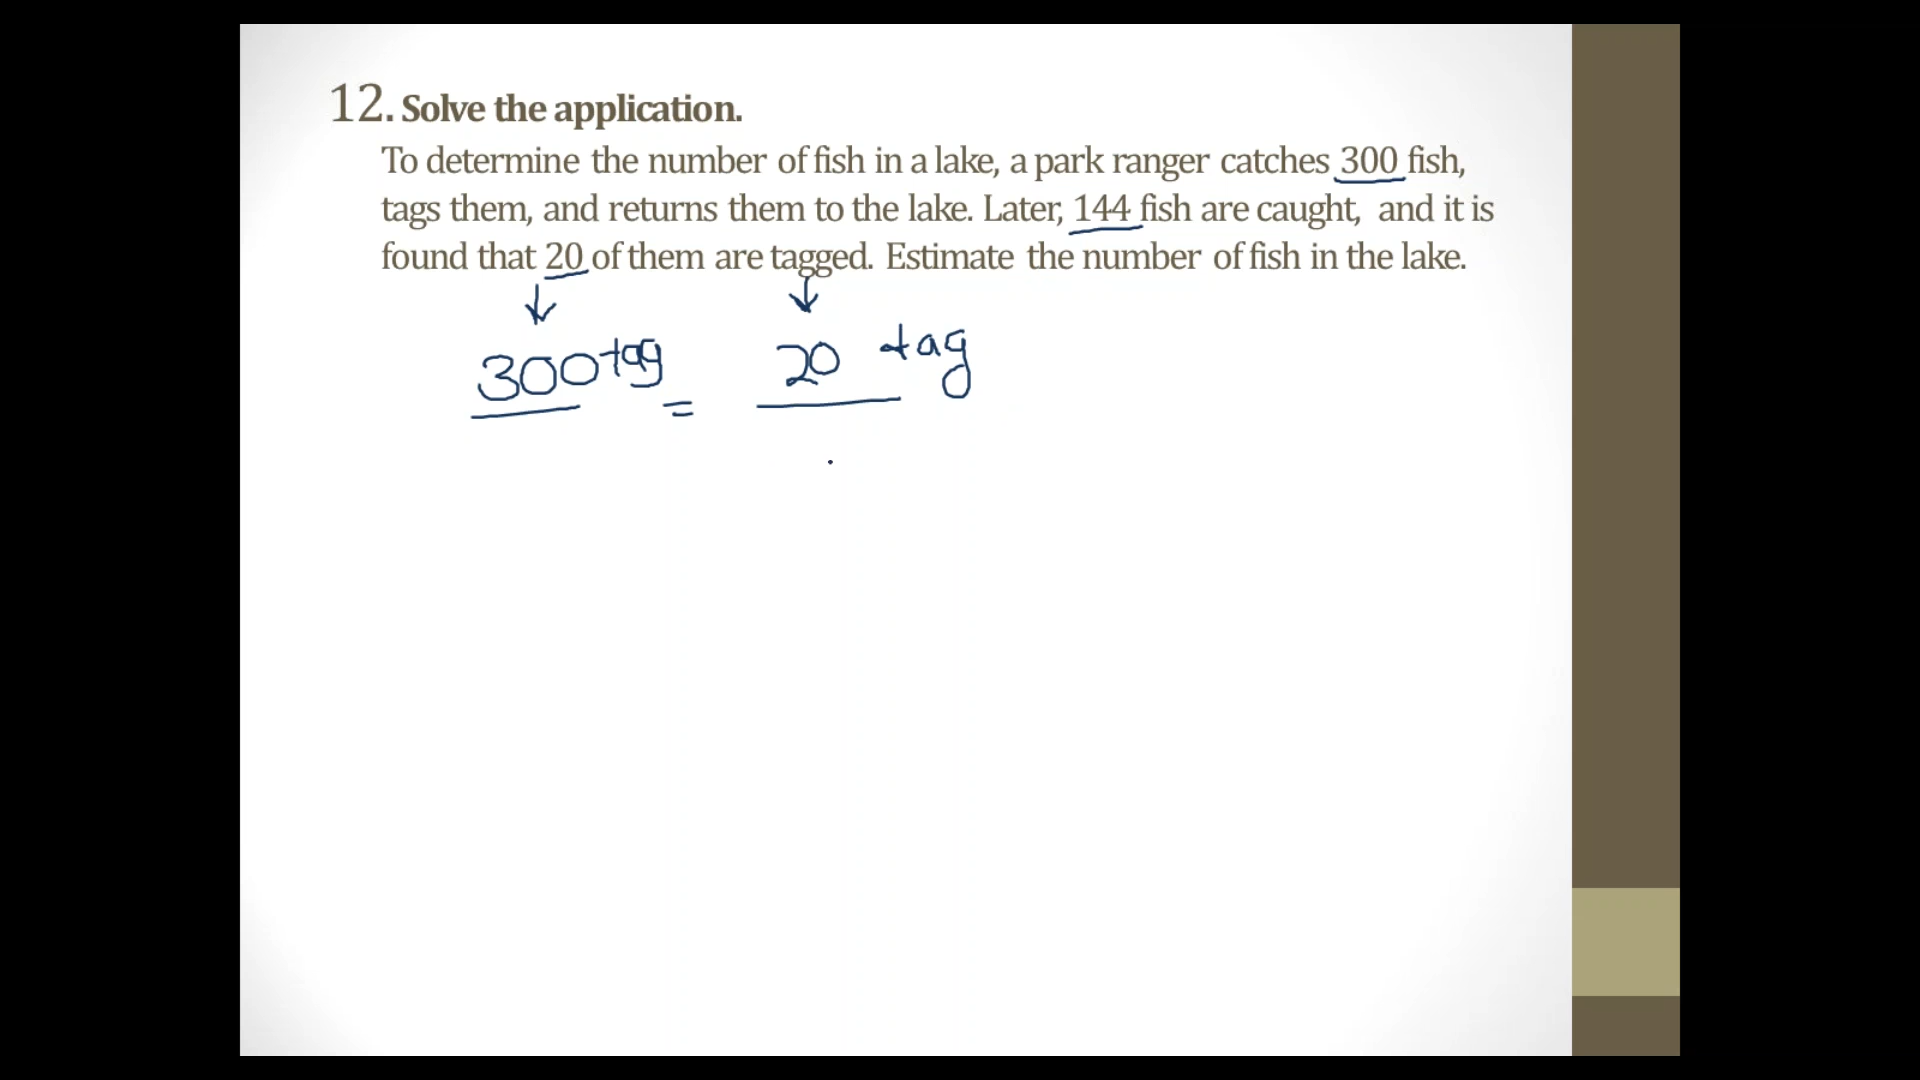 12. Solve the application.
To determine the number of fish in a lake, a park ranger catches 300 fish,
tags them, and returns them to the lake. Later, 144 fish are caught, and it is
found that 20 of them are tagged. Estimate the number of fish in the lake.
300 tag = 20 tag